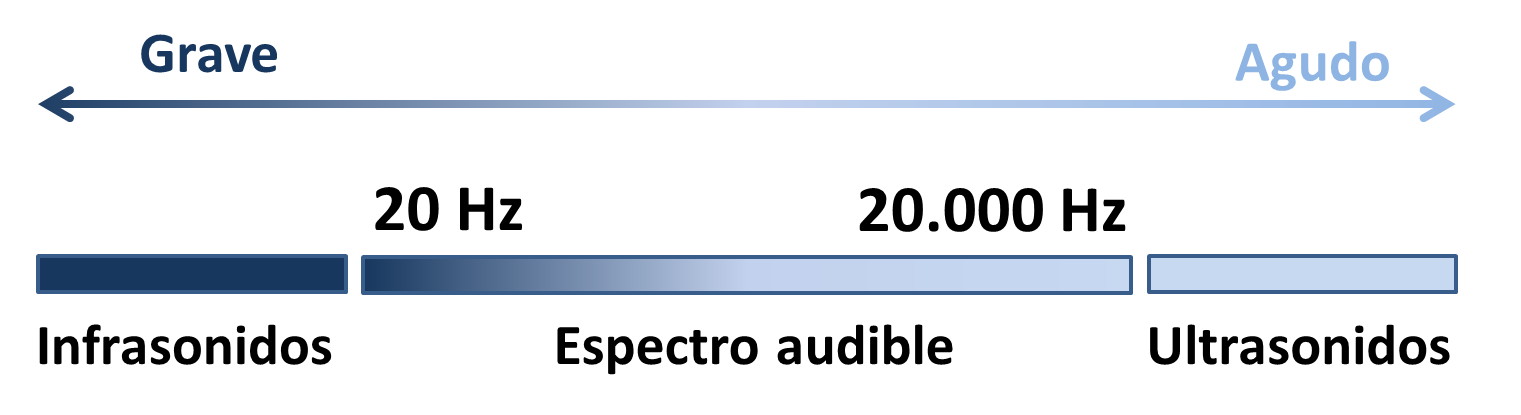 Grave
Agudo
20 Hz
20.000 Hz
Infrasonidos
Espectro audible
Ultrasonidos